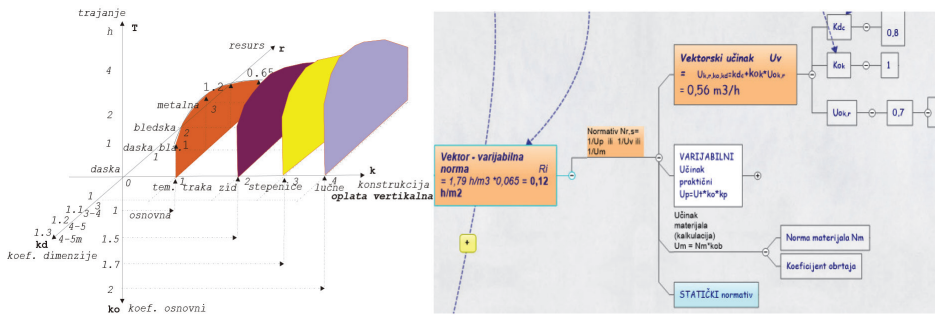 trajanje
T
h
4
2
1
resurs
r
0.65
1.2
3
metalna
2
bledska
1
daska bla.
1
daska
0
1
2
3
4
k
tem. traka zid stepenice lučne konstrukcija
oplata vertikalna
1
1.1 3-4
1.2 4-5
1.3 4-5m
kd
koef. dimenzije
1 osnovna
1.5
1.7
2
ko koef. osnovni
Vektor - varijabilna
norma Ri
= 1,79 h/m3 *0,065 = 0,12
h/m2
+
Normativ Nr,s=
1/Up ili 1/Uv ili
1/Um
Vektorski učinak Uv
= Uk,r,ko,kd=kdc+kok*Uok,r
= 0,56 m3/h
Kdc
0,8
Kok
1
Uok,r
0,7
VARIJABILNI
Učinak
praktični
Up=Ut*ko*kp
Učinak
materijala
(kalkulacija)
Um = Nm*kob
Norma materijala Nm
Koeficijent obrtaja
STATIČKI normativ